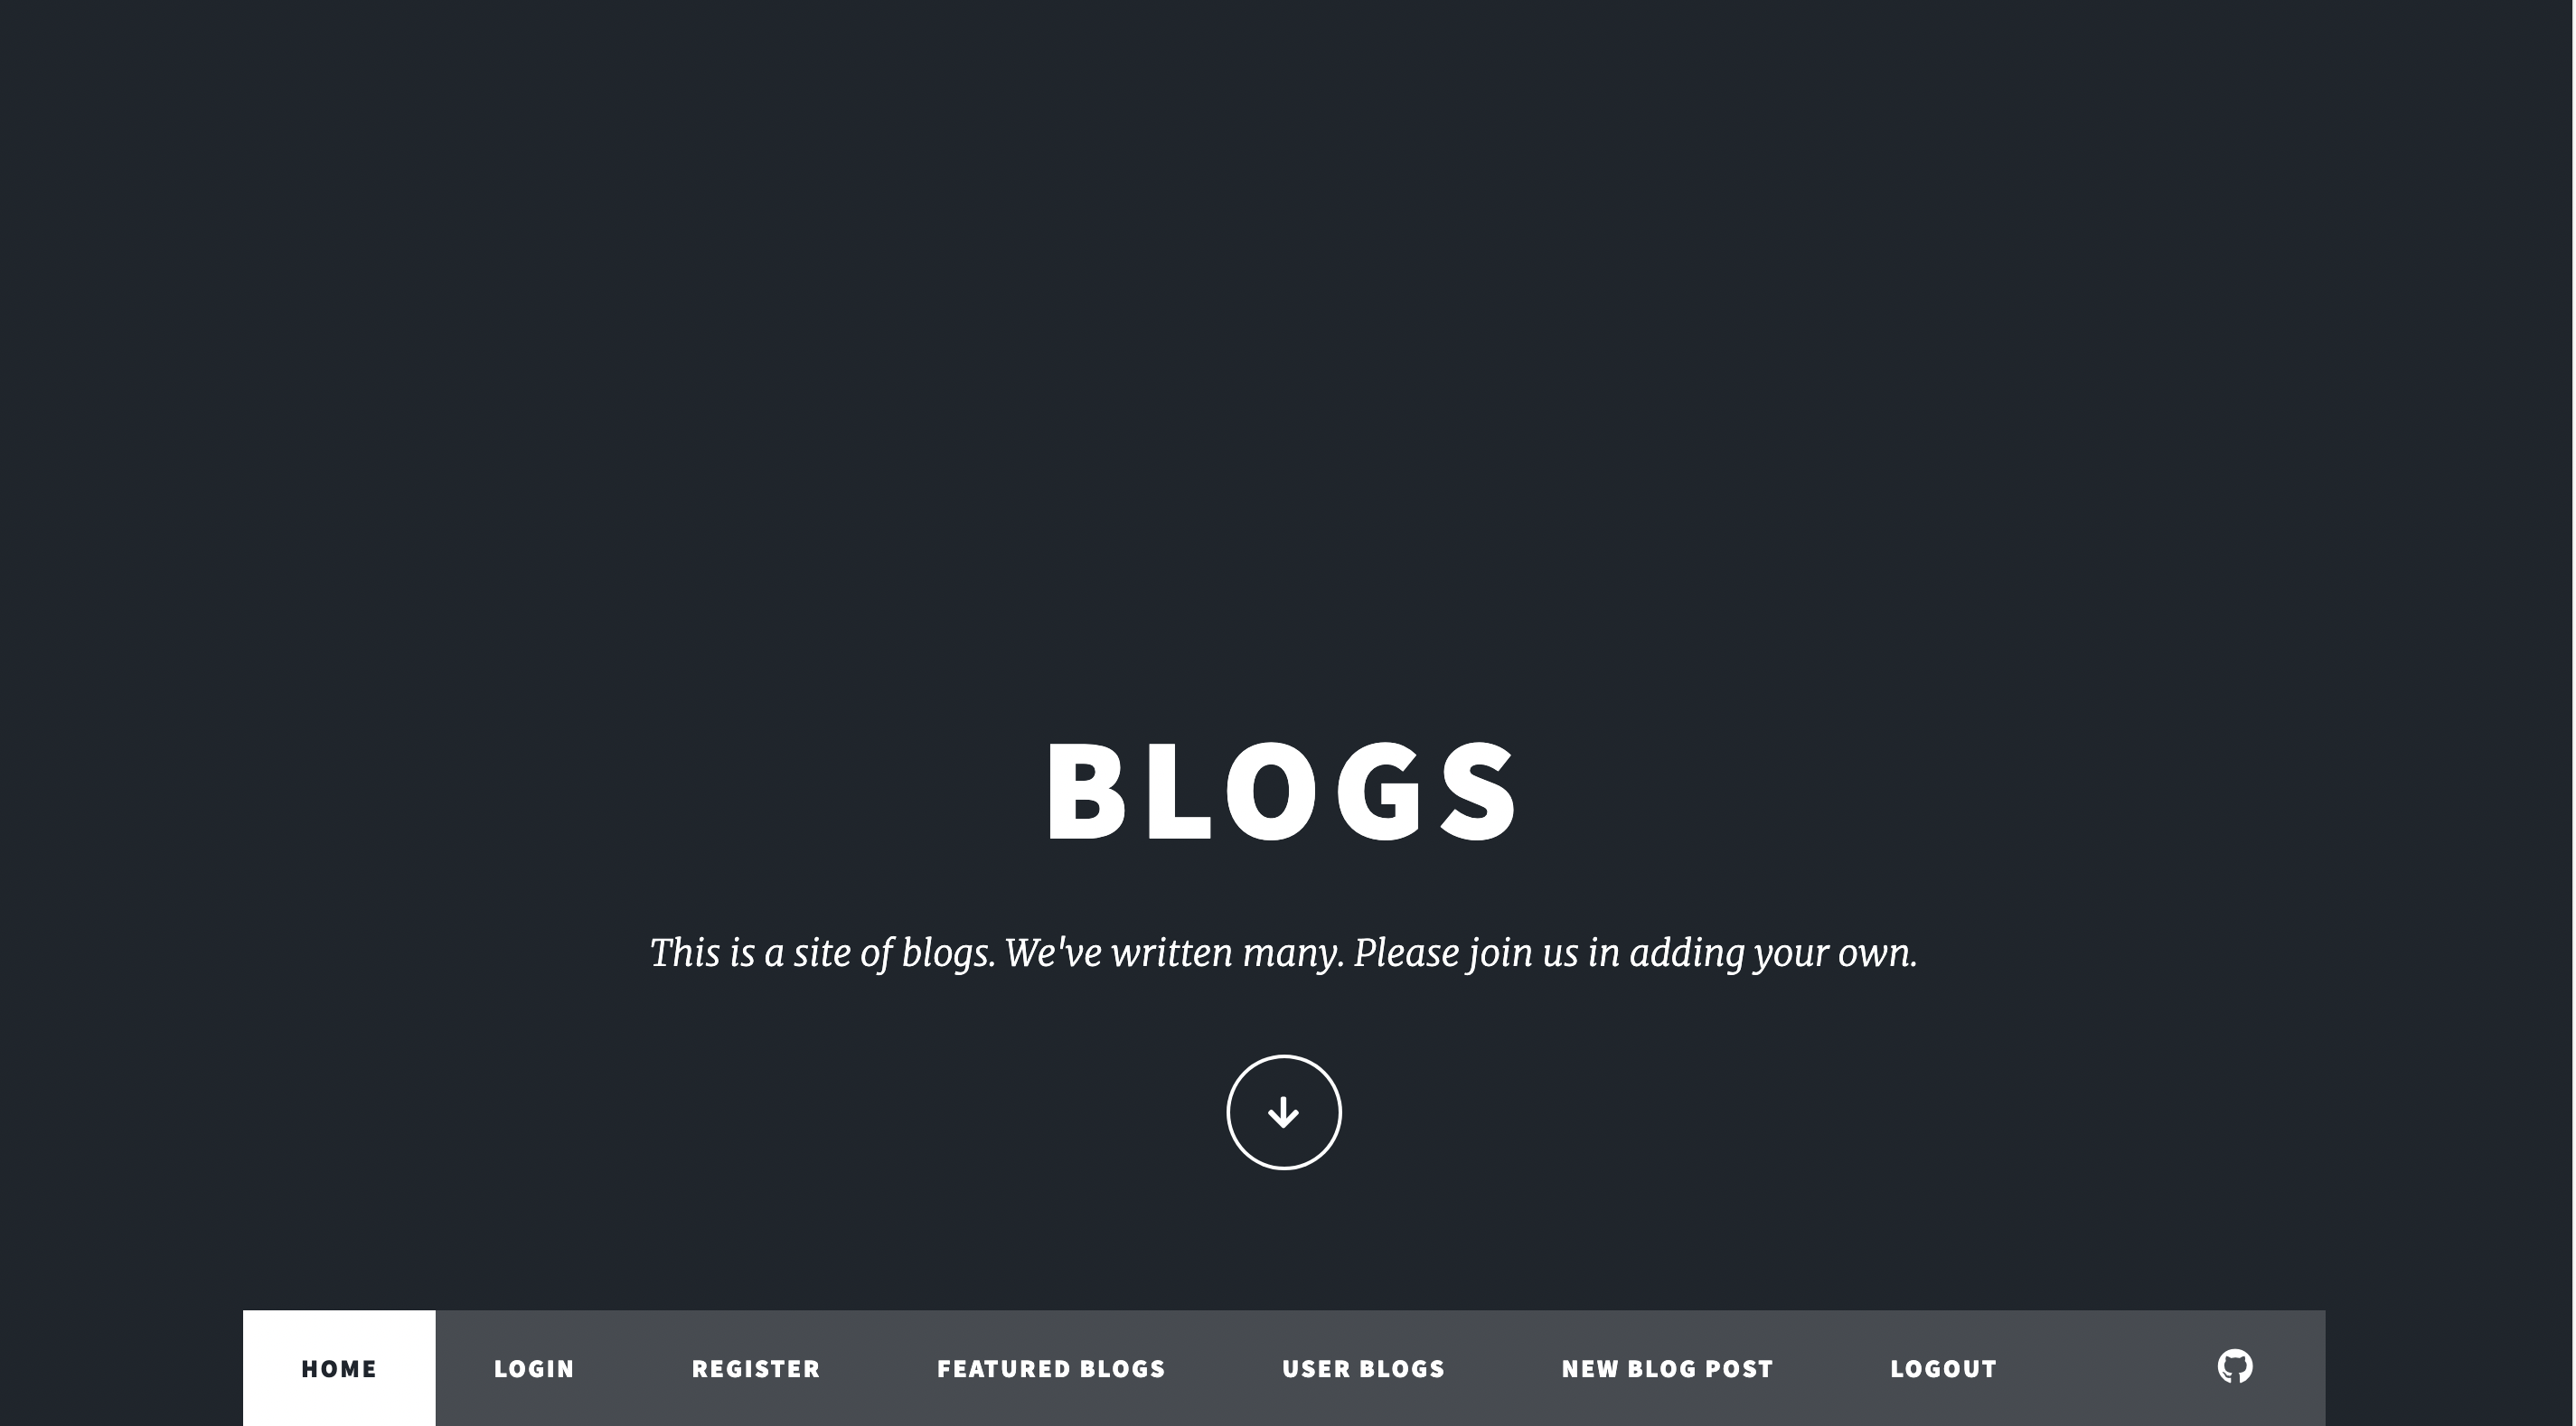 BLOGS
This is a site of blogs. We've written many. Please join us in adding your own.
HOME LOGIN REGISTER FEATURED BLOGS USER BLOGS NEW BLOG POST LOGOUT